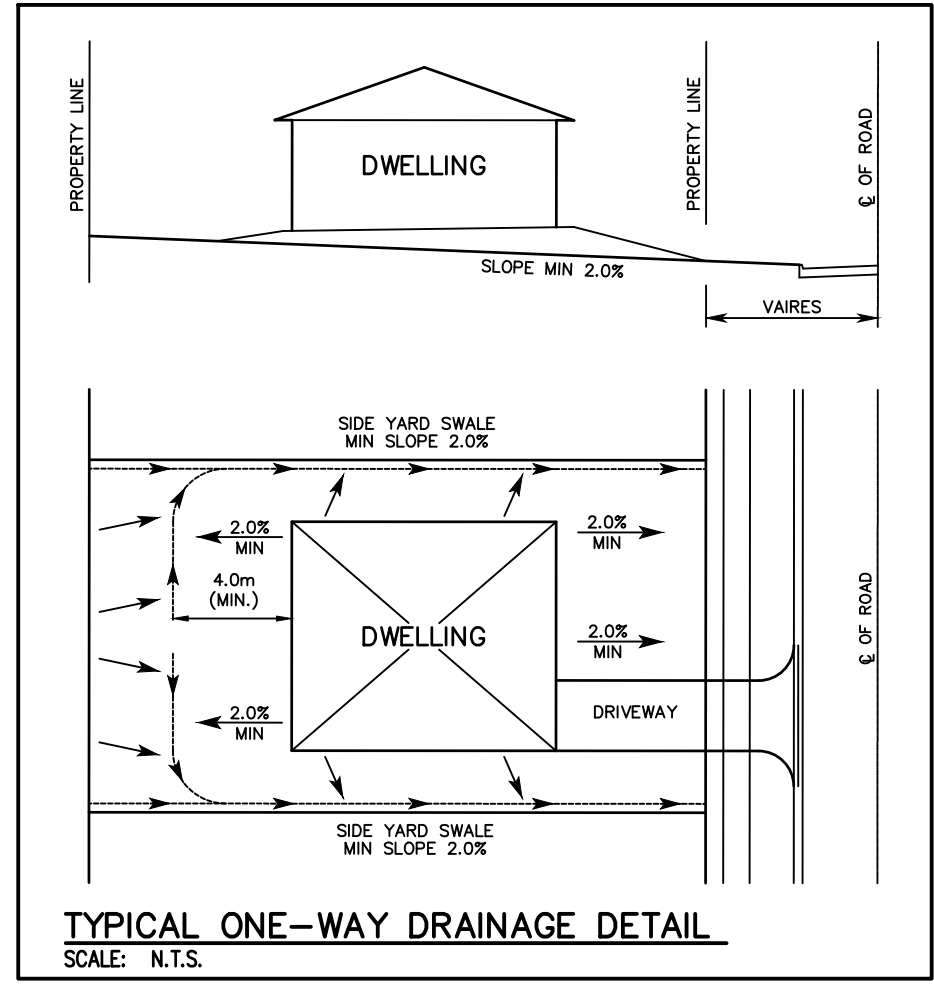 PROPERTY LINE
PROPERTY LINE
℄ OF ROAD
DWELLING
SLOPE MIN 2.0%
VAIRES
SIDE YARD SWALE
MIN SLOPE 2.0%
2.0%
MIN
2.0%
MIN
4.0m
(MIN.)
DWELLING
2.0%
MIN
℄ OF ROAD
2.0%
MIN
DRIVEWAY
SIDE YARD SWALE
MIN SLOPE 2.0%
TYPICAL ONE-WAY DRAINAGE DETAIL
SCALE: N.T.S.